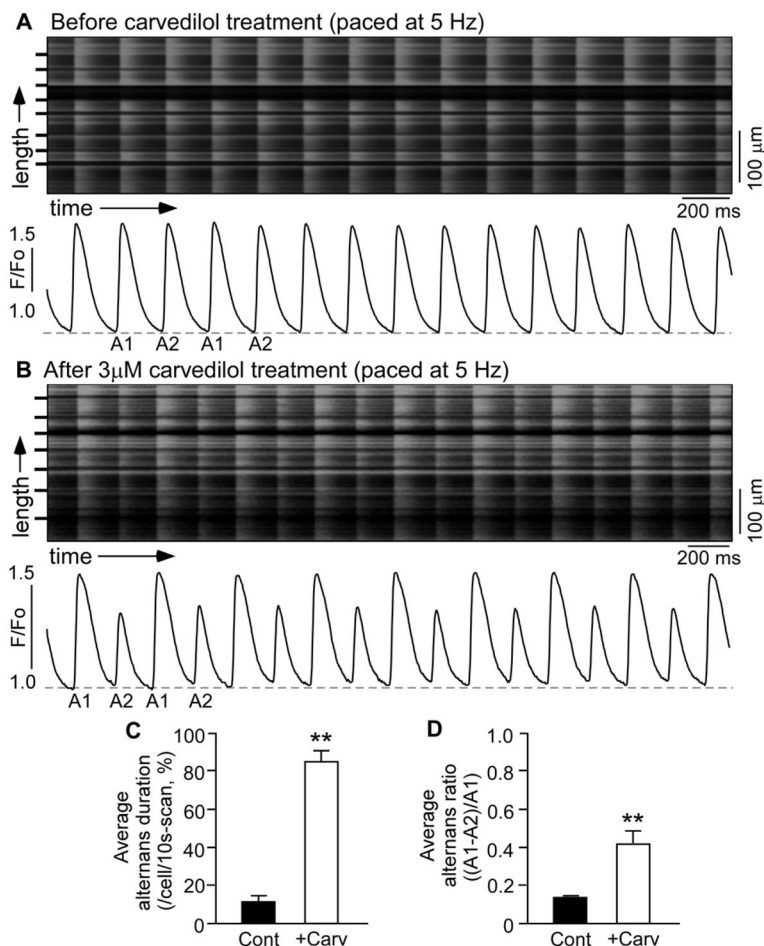 A Before carvedilol treatment (paced at 5 Hz)
length
100 µm
time
200 ms
1.5
F/Fo
1.0
A1 A2 A1 A2
B After 3µM carvedilol treatment (paced at 5 Hz)
length
100 µm
time
200 ms
1.5
F/Fo
1.0
A1 A2 A1 A2
C
Average
alternans duration
(/cell/10s-scan, %)
100
80
60
40
20
0
**
Cont +Carv
D
Average
alternans ratio
((A1-A2)/A1)
1.0
0.8
0.6
0.4
0.2
0
**
Cont +Carv